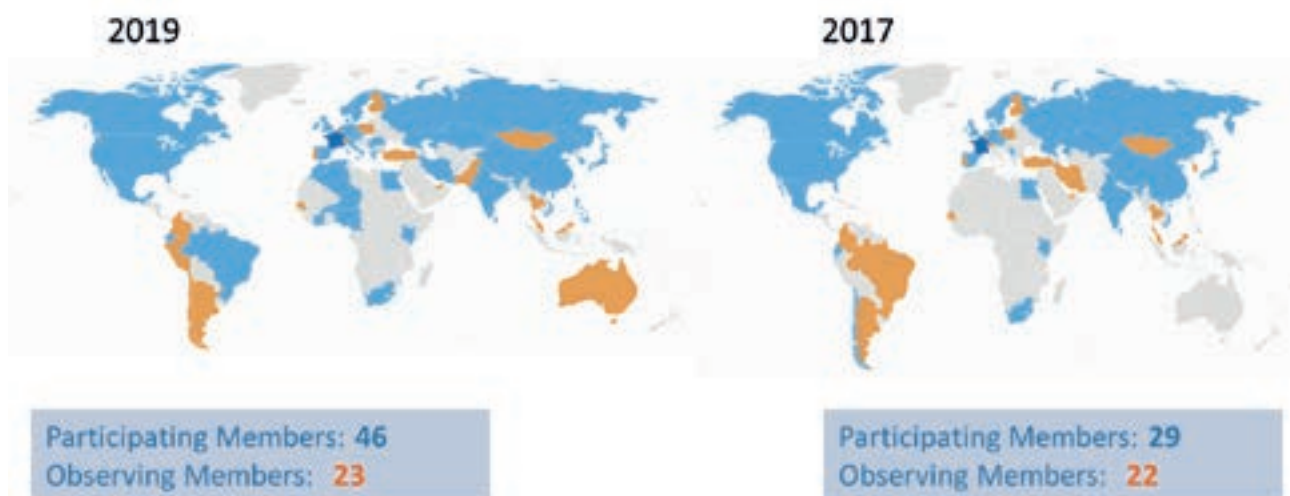 2019
Participating Members: 46
Observing Members: 23
2017
Participating Members: 29
Observing Members: 22